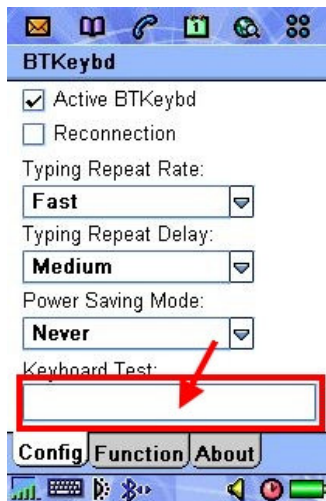 BTKeybd
Active BTKeybd
Reconnection
Typing Repeat Rate:
Fast
Typing Repeat Delay:
Medium
Power Saving Mode:
Never
Keyboard Test:
Config Function About